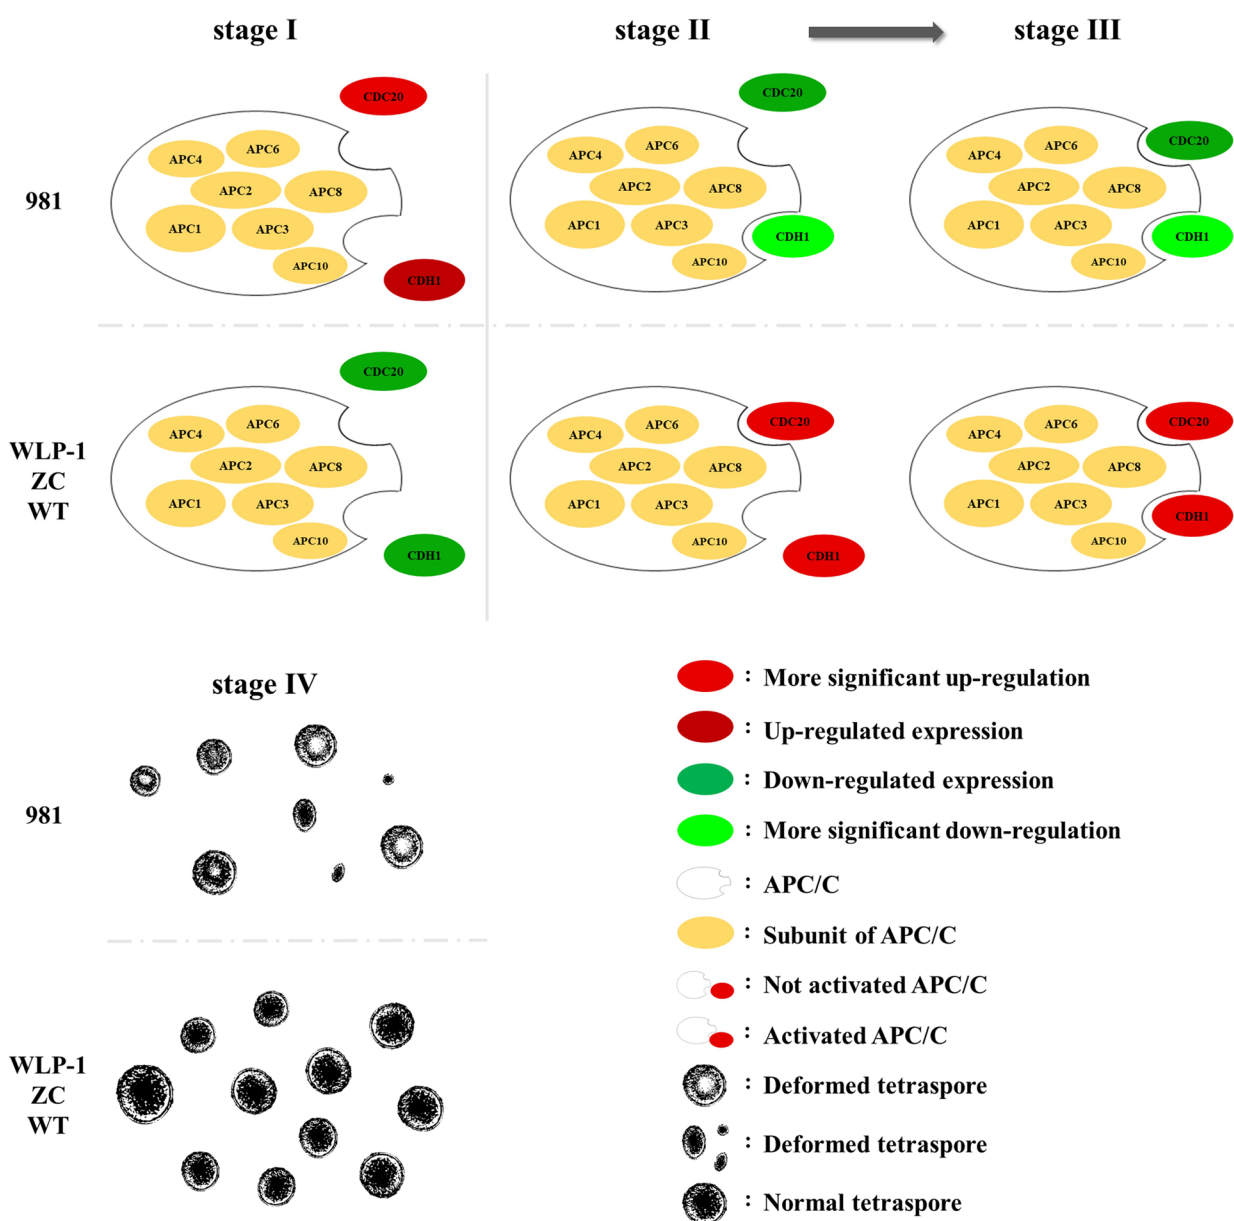 stage I
stage II
stage III
981
CDC20
APC4
APC6
APC2
APC8
APC1
APC3
APC10
CDH1
CDC20
APC4
APC6
APC2
APC8
APC1
APC3
APC10
CDH1
CDC20
APC4
APC6
APC2
APC8
APC1
APC3
APC10
CDH1
WLP-1
ZC
WT
CDC20
APC4
APC6
APC2
APC8
APC1
APC3
APC10
CDH1
CDC20
APC4
APC6
APC2
APC8
APC1
APC3
APC10
CDH1
CDC20
APC4
APC6
APC2
APC8
APC1
APC3
APC10
CDH1
stage IV
981
WLP-1
ZC
WT
: More significant up-regulation
: Up-regulated expression
: Down-regulated expression
: More significant down-regulation
: APC/C
: Subunit of APC/C
: Not activated APC/C
: Activated APC/C
: Deformed tetraspore
: Deformed tetraspore
: Normal tetraspore